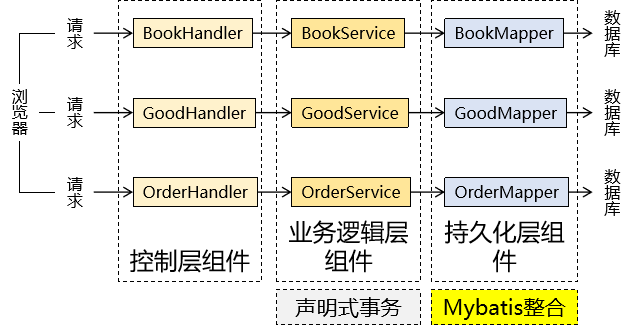 请求
BookHandler
BookService
BookMapper
数据库
浏览器
请求
GoodHandler
GoodService
GoodMapper
数据库
请求
OrderHandler
OrderService
OrderMapper
数据库
控制层组件
业务逻辑层
组件
持久化层组
件
声明式事务
Mybatis整合